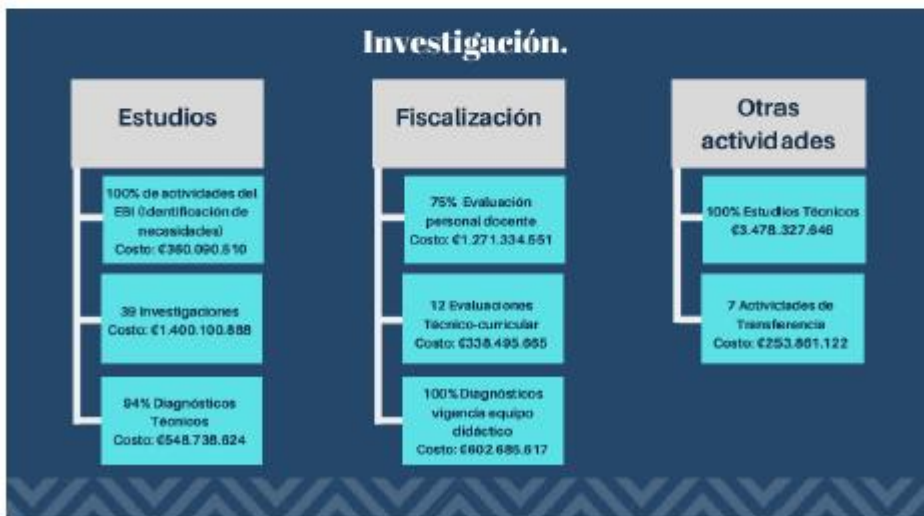 Investigación.
Estudios
100% de actividades del
EBI (Identificación de
necesidades)
Costo: ₡360.090.510
39 Investigaciones
Costo: ₡1.400.100.888
94% Diagnósticos
Técnicos
Costo: ₡548.738.624
Fiscalización
75% Evaluación
personal docente
Costo: ₡1.271.334.551
12 Evaluaciones
Técnico-curricular
Costo: ₡338.495.665
100% Diagnósticos
vigencia equipo
didáctico
Costo: ₡602.685.617
Otras
actividades
100% Estudios Técnicos
₡3.478.327.646
7 Actividades de
Transferencia
Costo: ₡253.861.122